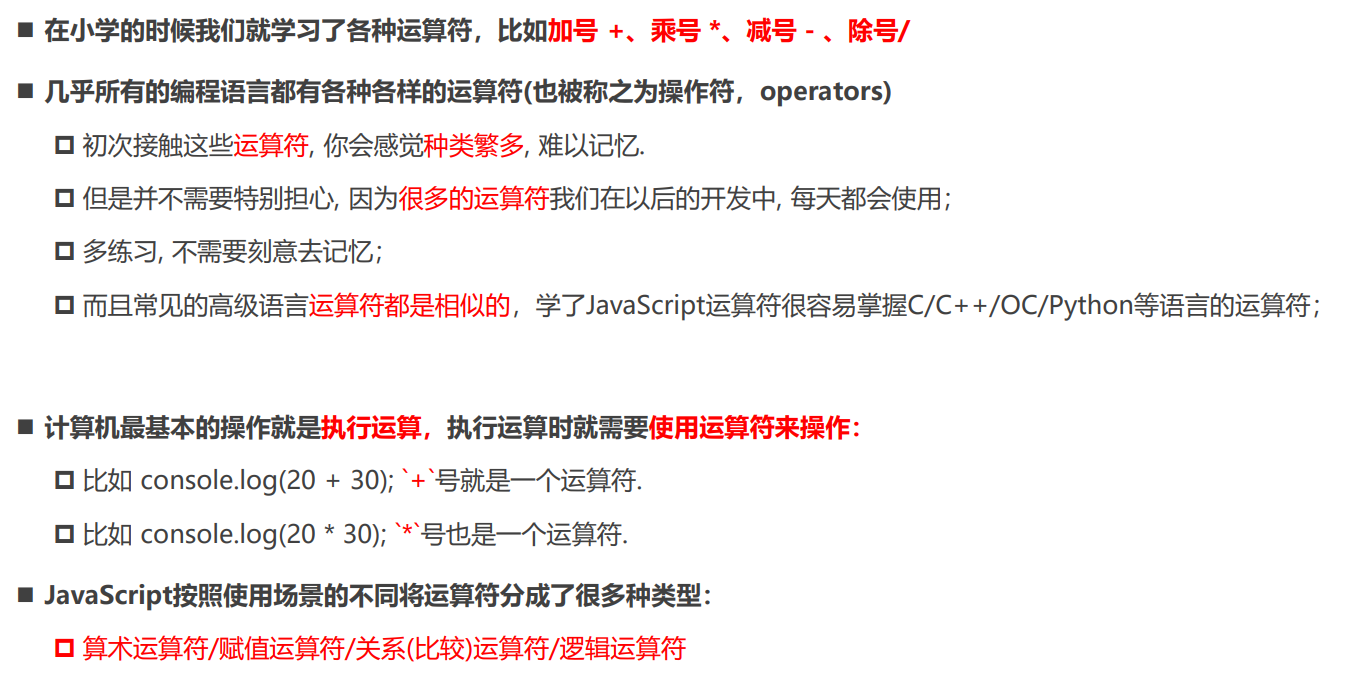 在小学的时候我们就学习了各种运算符，比如加号 +、乘号 *、减号 - 、除号/
几乎所有的编程语言都有各种各样的运算符(也被称之为操作符，operators)
初次接触这些运算符, 你会感觉种类繁多, 难以记忆.
但是并不需要特别担心, 因为很多的运算符我们在以后的开发中, 每天都会使用；
多练习, 不需要刻意去记忆；
而且常见的高级语言运算符都是相似的，学了JavaScript运算符很容易掌握C/C++/OC/Python等语言的运算符；
计算机最基本的操作就是执行运算，执行运算时就需要使用运算符来操作：
比如 console.log(20 + 30); `+`号就是一个运算符.
比如 console.log(20 * 30); `*`号也是一个运算符.
JavaScript按照使用场景的不同将运算符分成了很多种类型：
算术运算符/赋值运算符/关系(比较)运算符/逻辑运算符